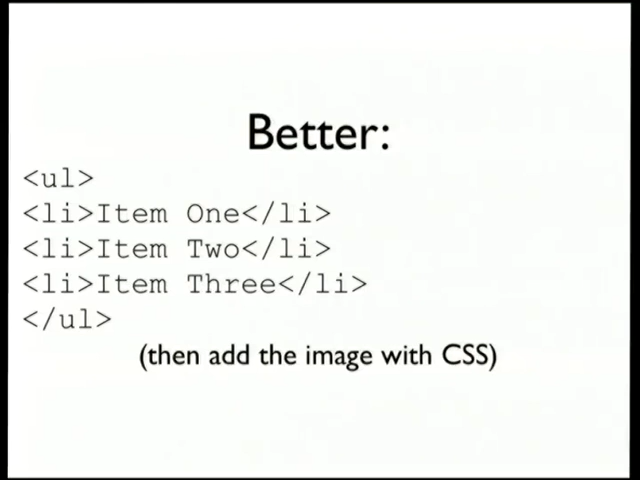 Better:
<ul>
<li>Item One</li>
<li>Item Two</li>
<li>Item Three</li>
</ul>
(then add the image with CSS)